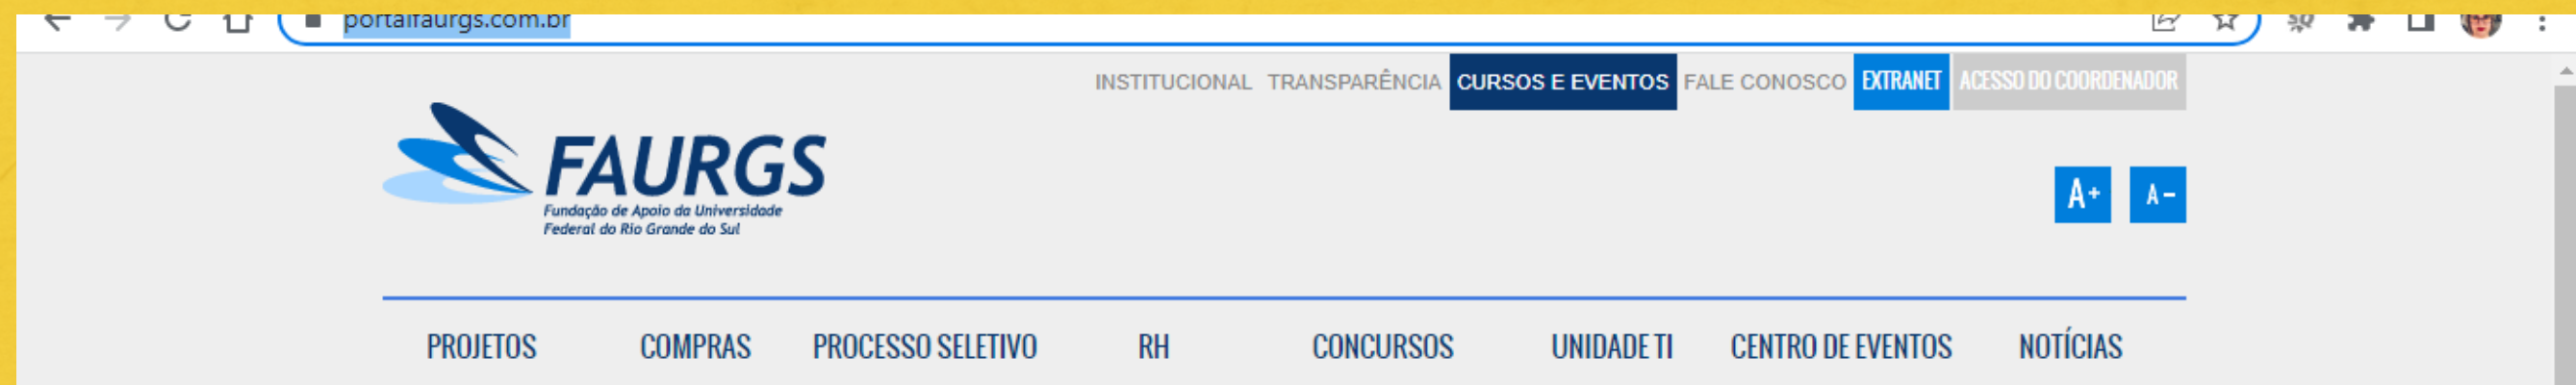 portalfaurgs.com.br
INSTITUCIONAL TRANSPARÊNCIA CURSOS E EVENTOS FALE CONOSCO EXTRANET ACESSO DO COORDENADOR
FAURGS
Fundação de Apoio da Universidade
Federal do Rio Grande do Sul
A+ A-
PROJETOS COMPRAS PROCESSO SELETIVO RH CONCURSOS UNIDADE TI CENTRO DE EVENTOS NOTÍCIAS